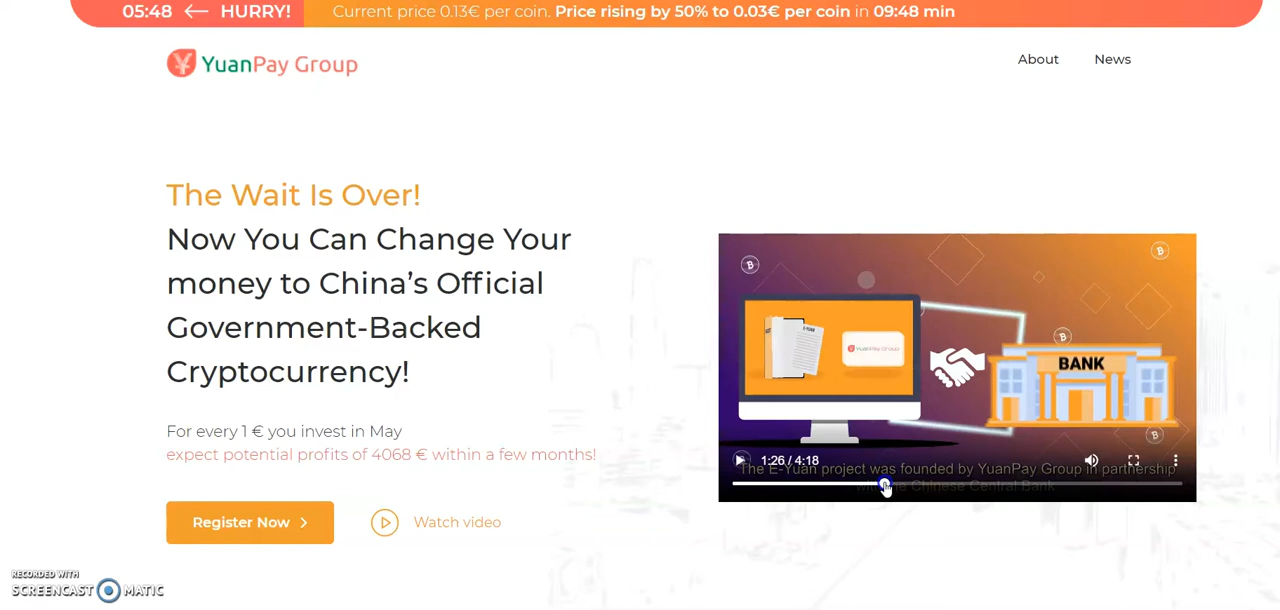 05:48 HURRY! Current price 0.13€ per coin. Price rising by 50% to 0.03€ per coin in 09:48 min
YuanPay Group
About News
The Wait Is Over!
Now You Can Change Your
money to China's Official
Government-Backed
Cryptocurrency!
For every 1 € you invest in May
expect potential profits of 4068 € within a few months!
Register Now
Watch video
E-YUAN
YuanPay Group
BANK
1:26 / 4:18
The E-Yuan project was founded by YuanPay Group in partnership
the Chinese Central Bank
RECORDED WITH
SCREENCAST MATIC